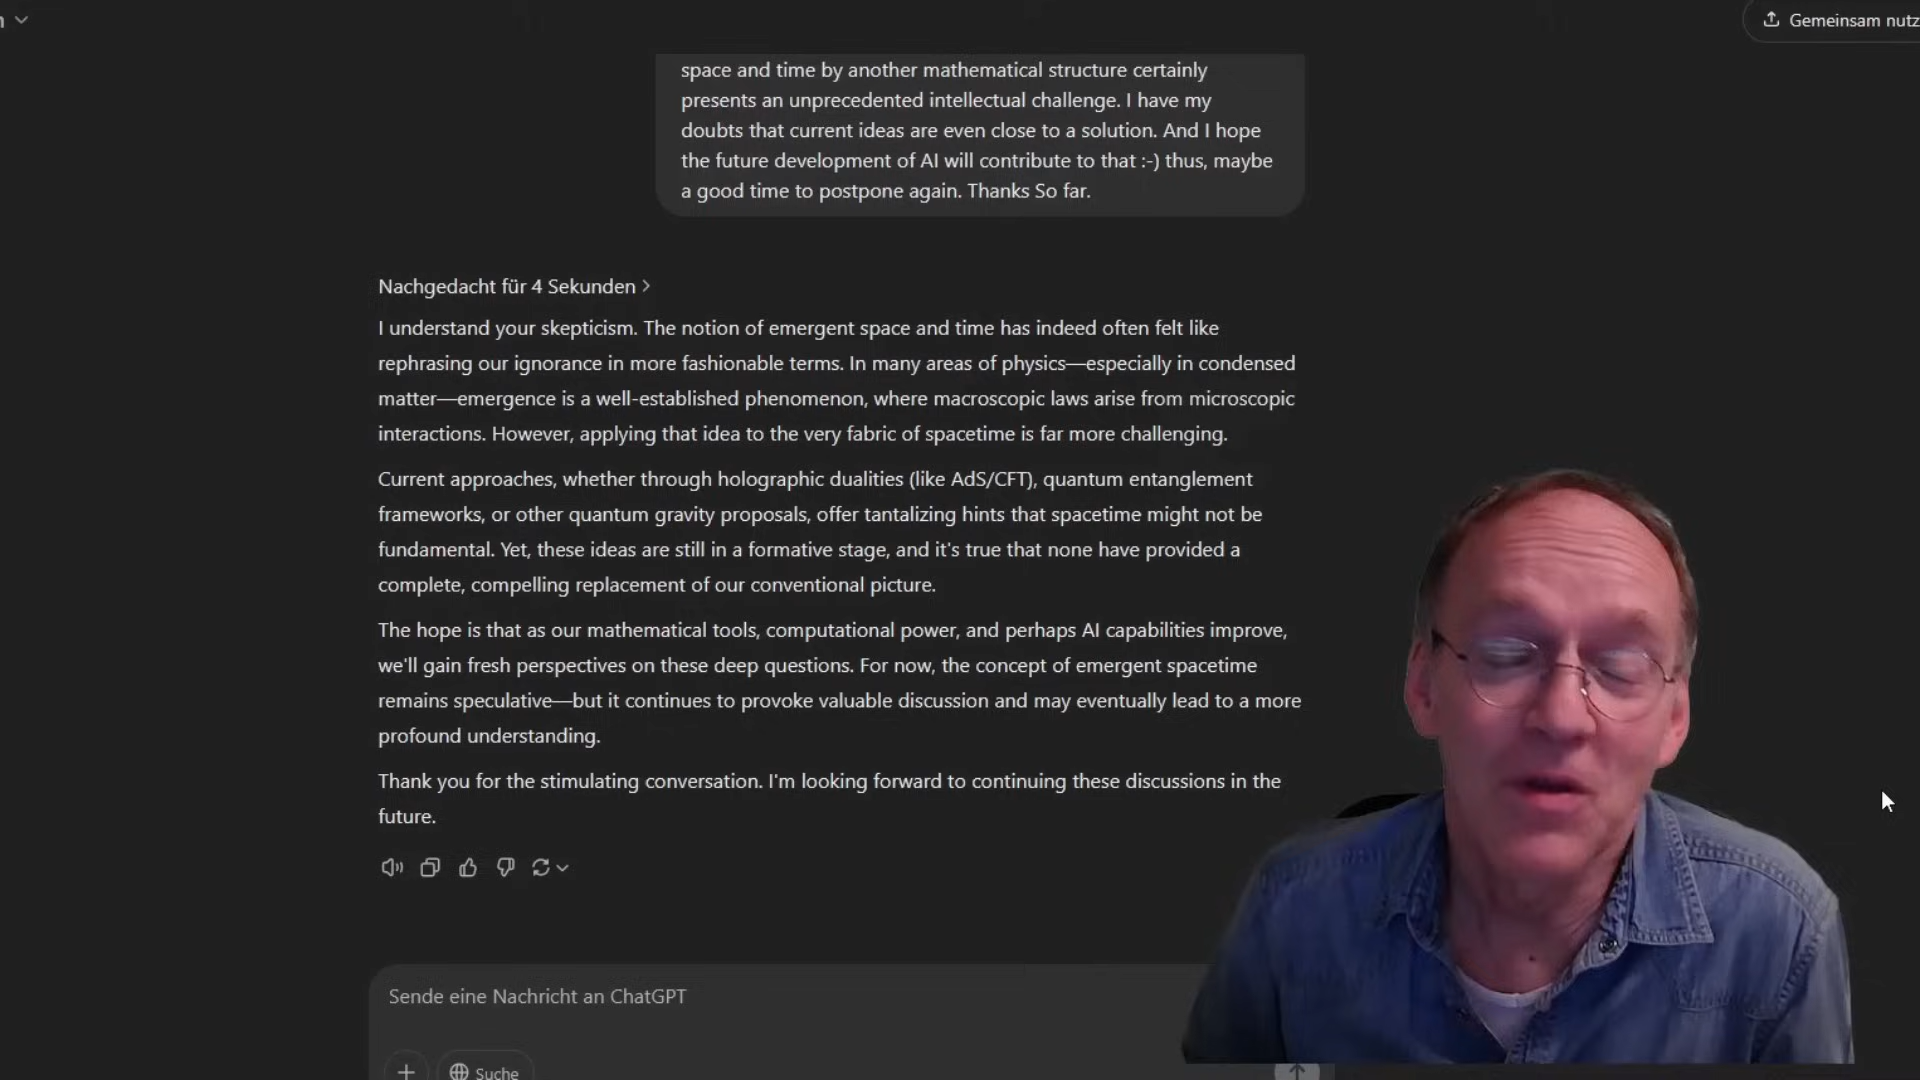 Gemeinsam
space and time by another mathematical structure certainly
presents an unprecedented intellectual challenge. I have my
doubts that current ideas are even close to a solution. And I hope
the future development of AI will contribute to that :-) thus, maybe
a good time to postpone again. Thanks So far.
Nachgedacht für 4 Sekunden
I understand your skepticism. The notion of emergent space and time has indeed often felt like
rephrasing our ignorance in more fashionable terms. In many areas of physics—especially in condensed
matter—emergence is a well-established phenomenon, where macroscopic laws arise from microscopic
interactions. However, applying that idea to the very fabric of spacetime is far more challenging.
Current approaches, whether through holographic dualities (like AdS/CFT), quantum entanglement
frameworks, or other quantum gravity proposals, offer tantalizing hints that spacetime might not be
fundamental. Yet, these ideas are still in a formative stage, and it's true that none have provided a
complete, compelling replacement of our conventional picture.
The hope is that as our mathematical tools, computational power, and perhaps AI capabilities improve,
we'll gain fresh perspectives on these deep questions. For now, the concept of emergent spacetime
remains speculative—but it continues to provoke valuable discussion and may eventually lead to a more
profound understanding.
Thank you for the stimulating conversation. I'm looking forward to continuing these discussions in the
future.
Sende eine Nachricht an ChatGPT
Suche